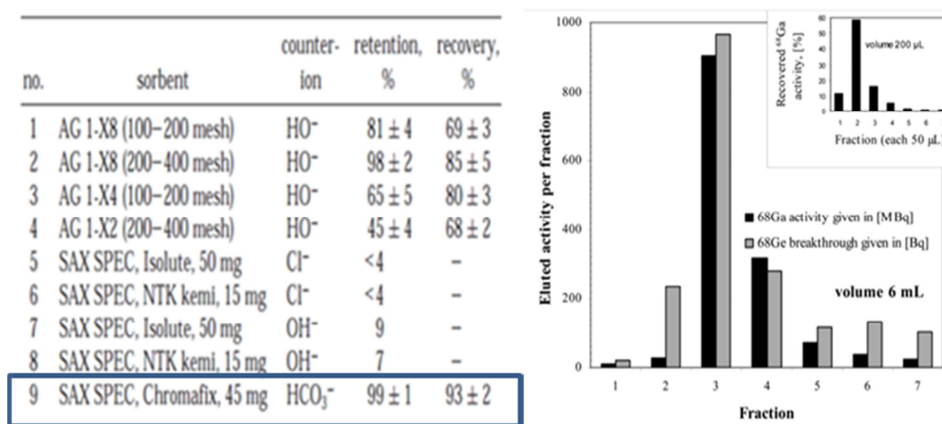 no. sorbent counter-ion retention, % recovery, %
1 AG 1-X8 (100−200 mesh) HO⁻ 81 ± 4 69 ± 3
2 AG 1-X8 (200−400 mesh) HO⁻ 98 ± 2 85 ± 5
3 AG 1-X4 (100−200 mesh) HO⁻ 65 ± 5 80 ± 3
4 AG 1-X2 (200−400 mesh) HO⁻ 45 ± 4 68 ± 2
5 SAX SPEC, Isolute, 50 mg Cl⁻ <4 −
6 SAX SPEC, NTK kemi, 15 mg Cl⁻ <4 −
7 SAX SPEC, Isolute, 50 mg OH⁻ 9 −
8 SAX SPEC, NTK kemi, 15 mg OH⁻ 7 −
9 SAX SPEC, Chromafix, 45 mg HCO₃⁻ 99 ± 1 93 ± 2
Eluted activity per fraction
1000
800
600
400
200
0
1 2 3 4 5 6 7
Fraction
68Ga activity given in [MBq]
68Ge breakthrough given in [Bq]
volume 6 mL
Recovered ⁶⁸Ga activity, [%]
60
50
40
30
20
10
0
volume 200 µL
1 2 3 4 5 6
Fraction (each 50 µL)